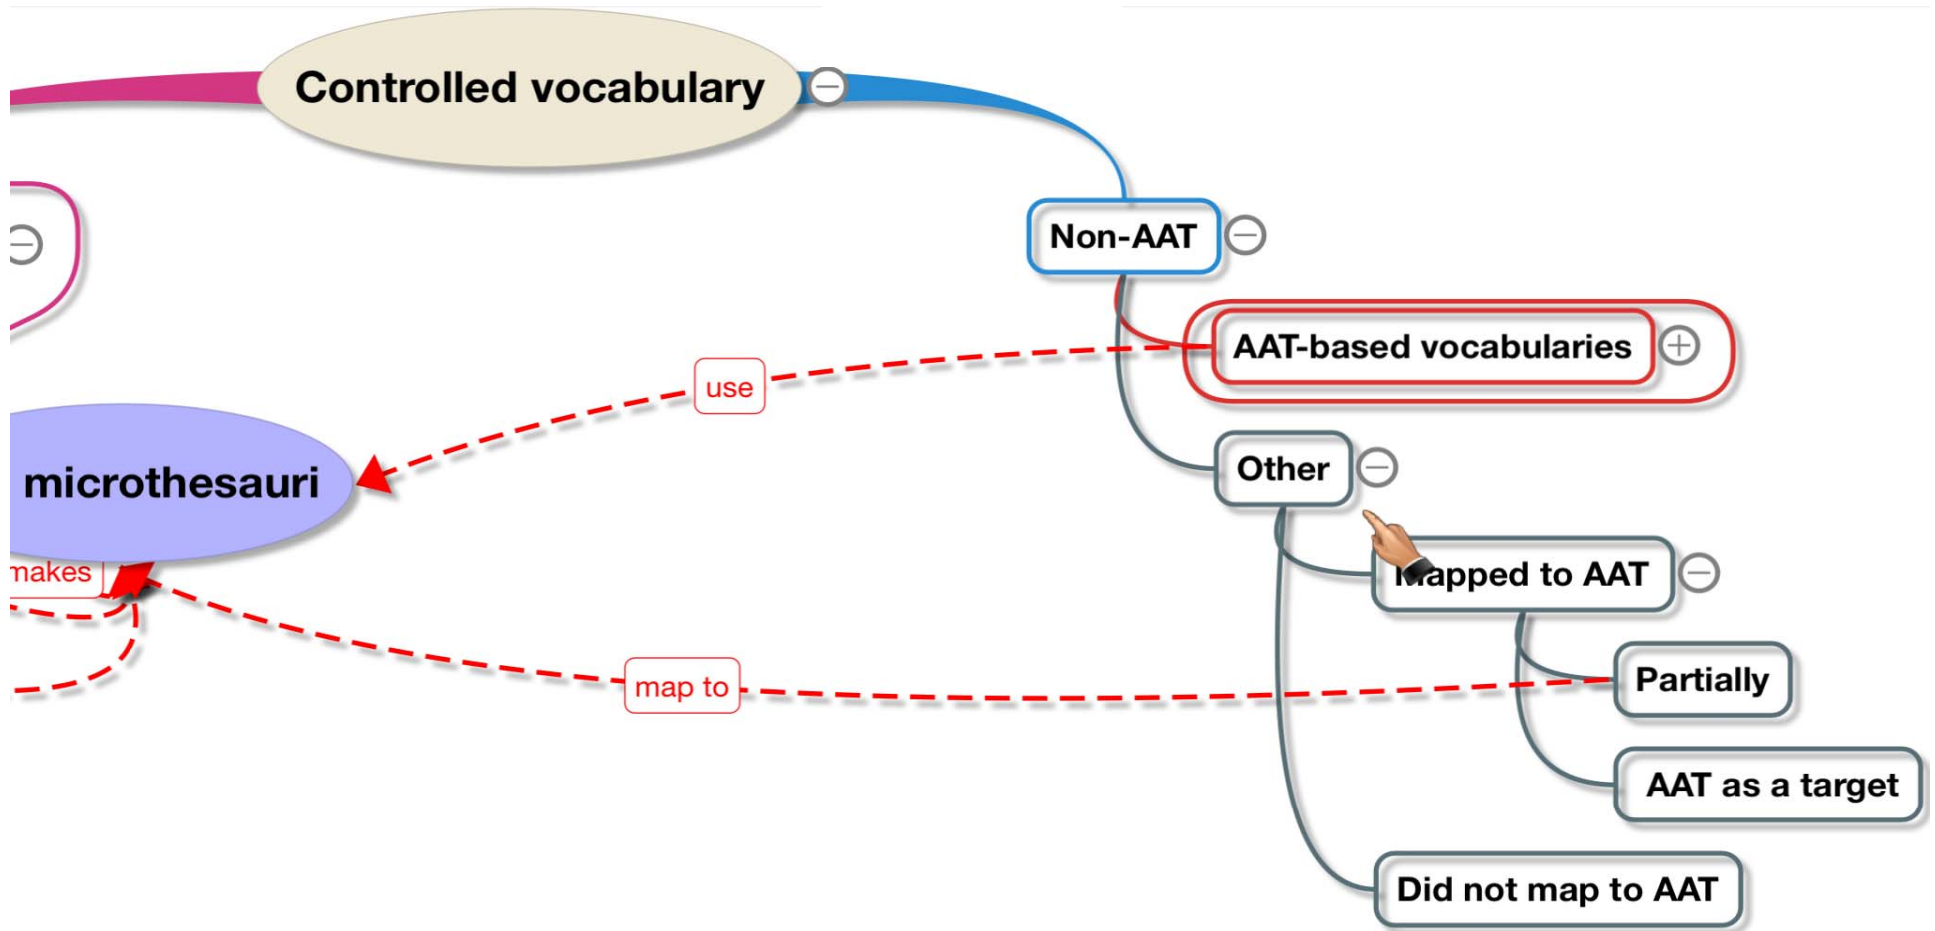 Controlled vocabulary
Non-AAT
AAT-based vocabularies
use
Other
microthesauri
makes
Mapped to AAT
map to
Partially
AAT as a target
Did not map to AAT